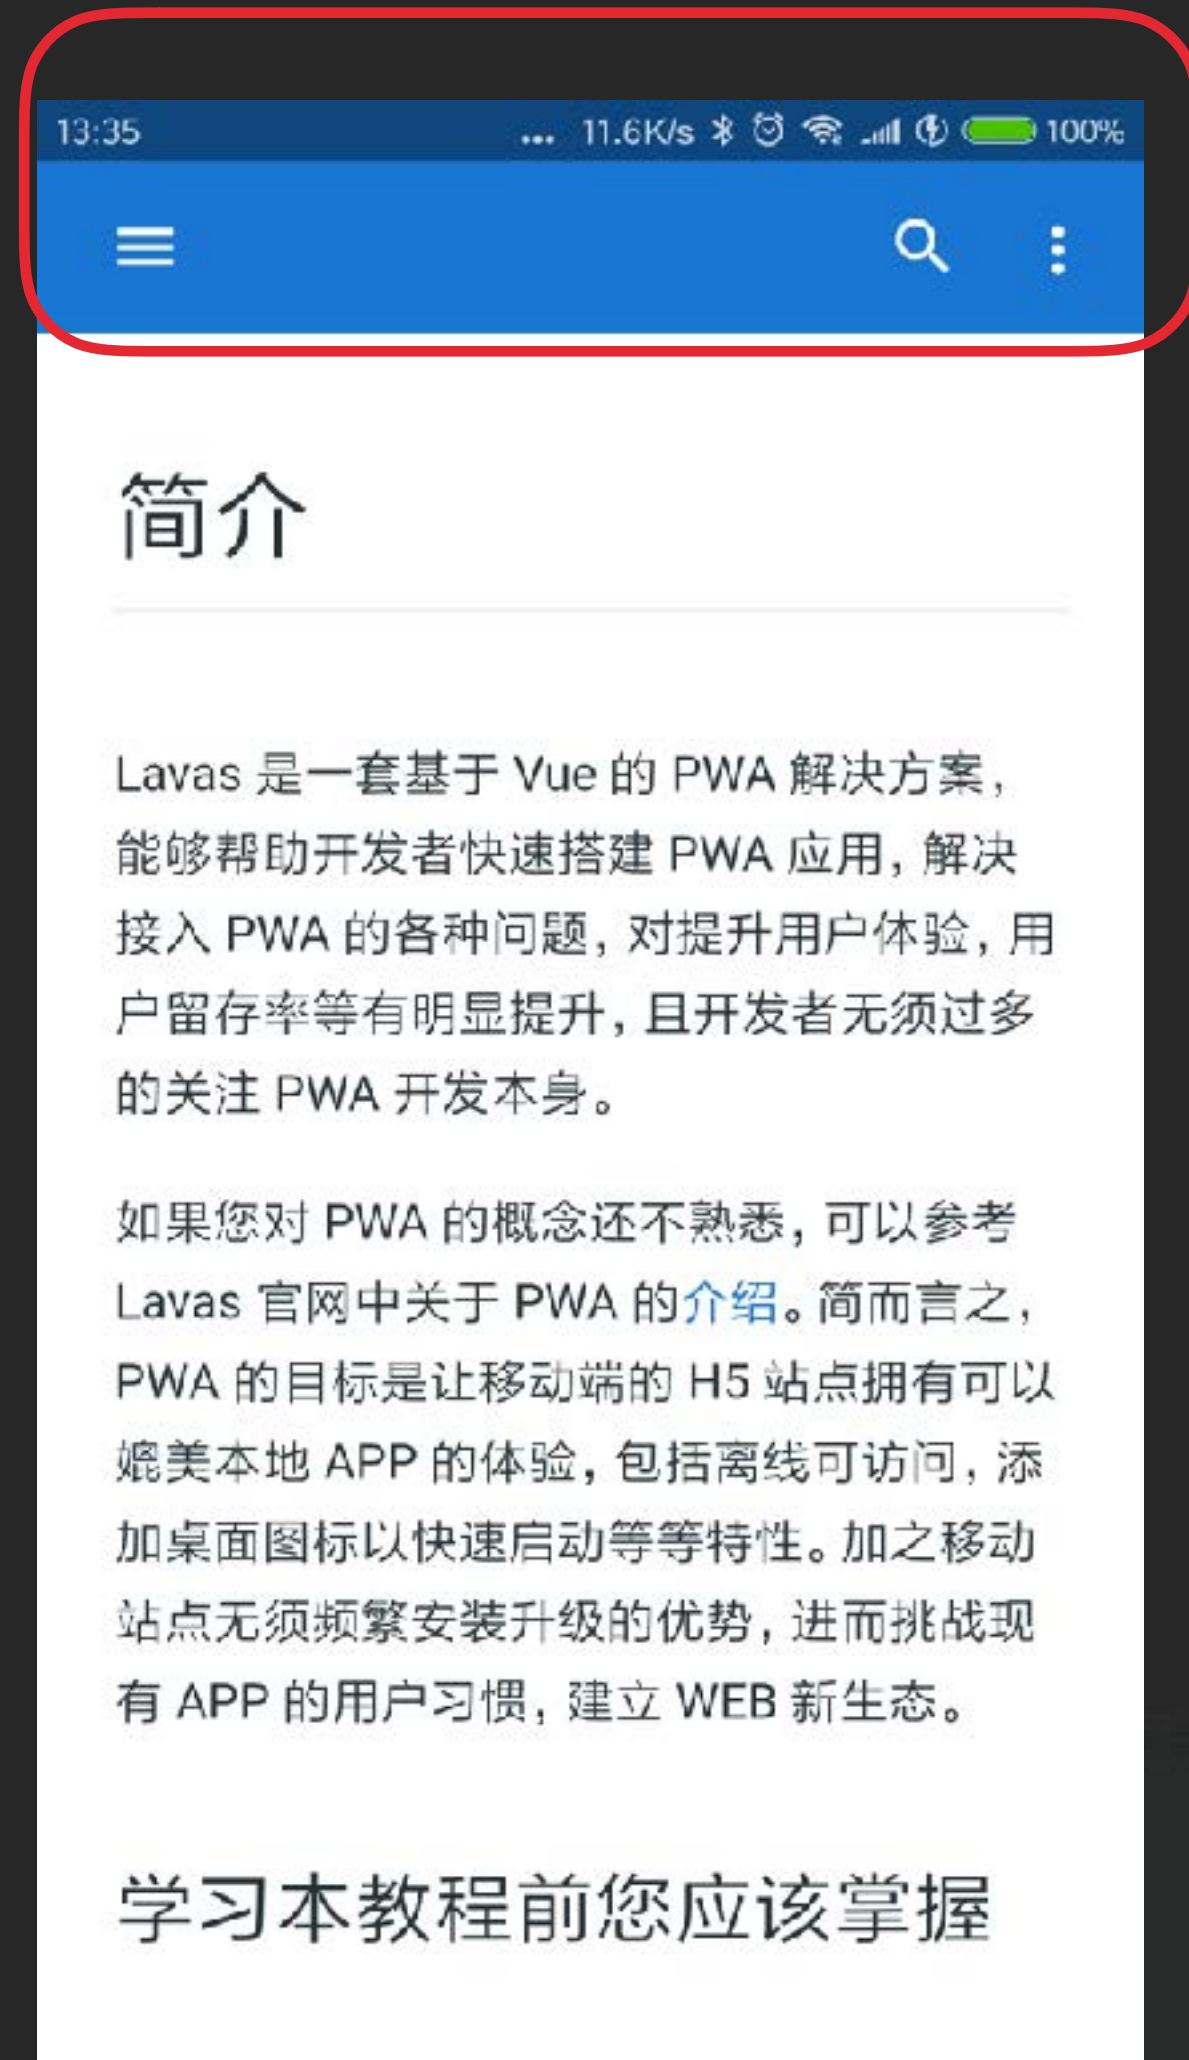 13:35 ... 11.6K/s 100%
简介
Lavas 是一套基于 Vue 的 PWA 解决方案，
能够帮助开发者快速搭建 PWA 应用，解决
接入 PWA 的各种问题，对提升用户体验，用
户留存率等有明显提升，且开发者无须过多
的关注 PWA 开发本身。
如果您对 PWA 的概念还不熟悉，可以参考
Lavas 官网中关于 PWA 的介绍。简而言之，
PWA 的目标是让移动端的 H5 站点拥有可以
媲美本地 APP 的体验，包括离线可访问，添
加桌面图标以快速启动等等特性。加之移动
站点无须频繁安装升级的优势，进而挑战现
有 APP 的用户习惯，建立 WEB 新生态。
学习本教程前您应该掌握